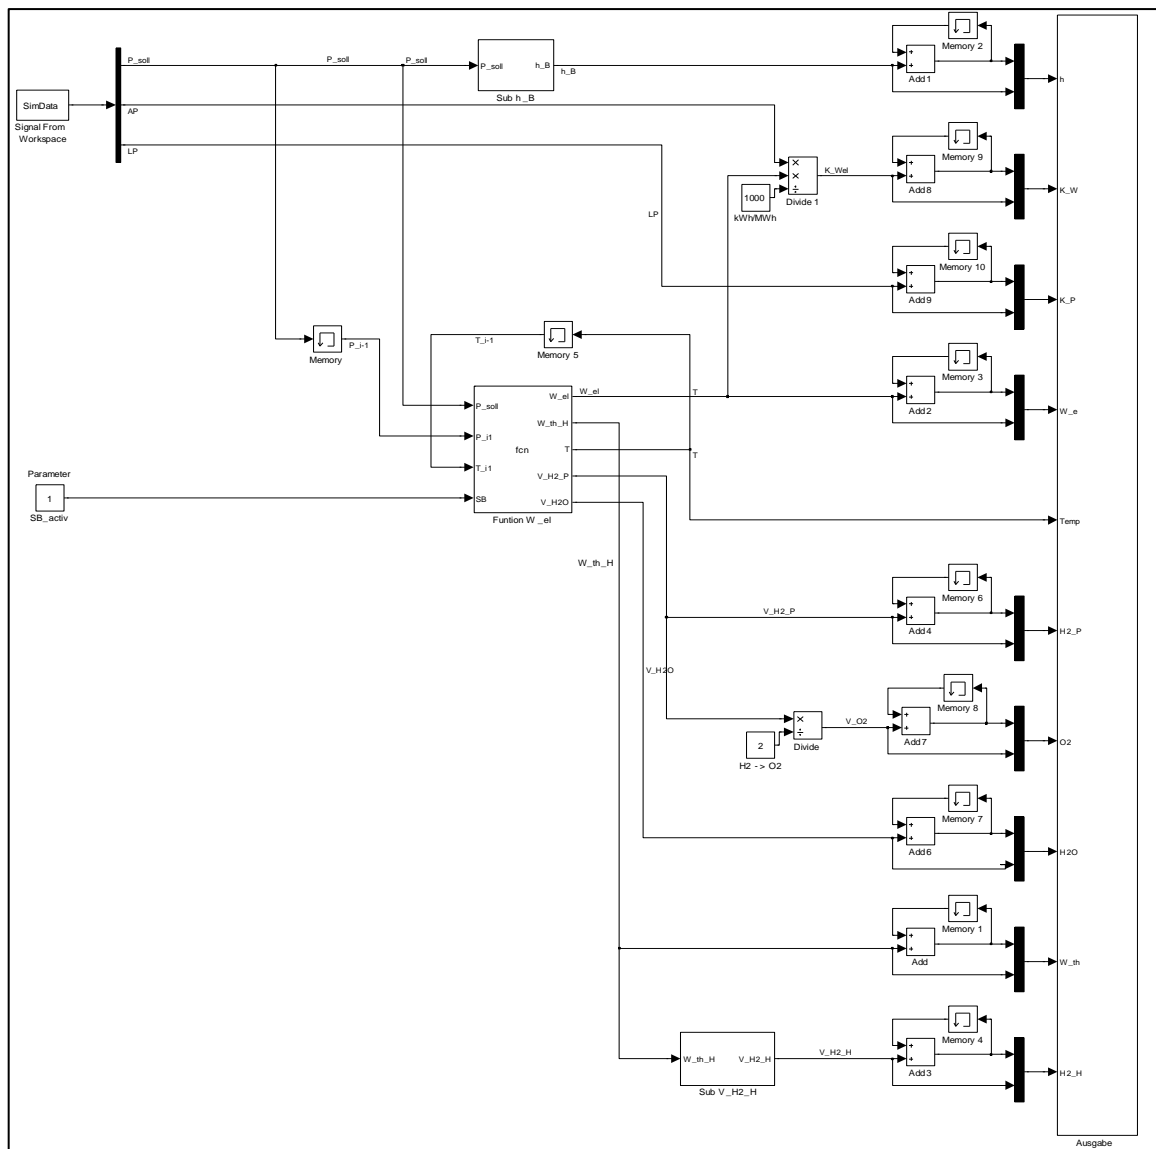 Memory 2
P_soll
P_soll
P_soll
P_soll
h_B
h_B
+
+
Add1
h
Sub h_B
SimData
Signal From
Workspace
AP
LP
Memory 9
×
×
÷
K_Wel
+
+
Add8
K_W
1000
Divide 1
kWh/MWh
LP
Memory 10
+
+
Add9
K_P
T_i-1
Memory 5
P_i-1
Memory
Memory 3
W_el
W_el
T
+
+
Add2
W_e
P_soll
W_th_H
P_i1
fcn
T
T
T_i1
V_H2_P
SB
V_H2O
Funtion W_el
Parameter
1
SB_activ
Temp
W_th_H
Memory 6
V_H2_P
+
+
Add4
H2_P
V_H2O
Memory 8
×
÷
V_O2
+
+
Add7
O2
2
Divide
H2 -> O2
Memory 7
+
+
Add6
H2O
Memory 1
+
+
Add
W_th
Memory 4
W_th_H
V_H2_H
V_H2_H
+
+
Add3
H2_H
Sub V_H2_H
Ausgabe